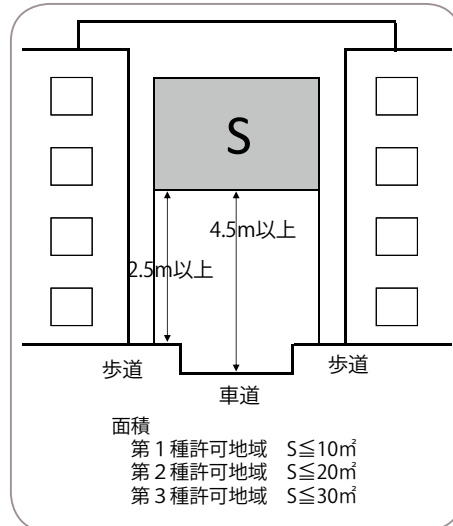 S
4.5m以上
2.5m以上
歩道
歩道
車道
面積
第1種許可地域 S≦10㎡
第2種許可地域 S≦20㎡
第3種許可地域 S≦30㎡